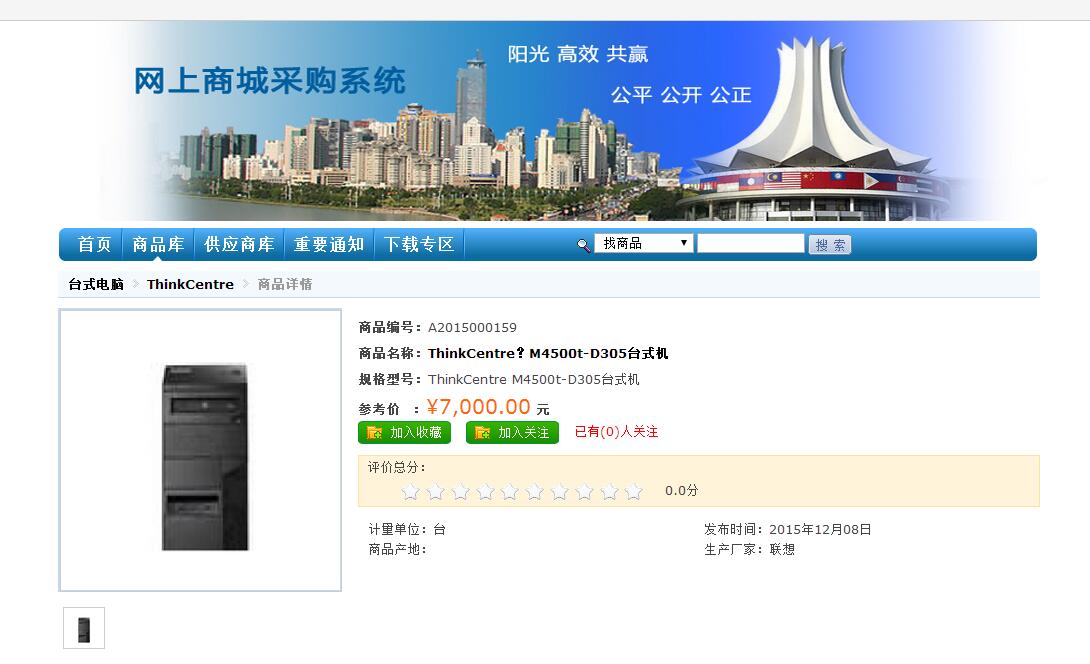 阳光 高效 共赢
网上商城采购系统
公平 公开 公正
首页 商品库 供应商库 重要通知 下载专区 找商品 搜 索
台式电脑 ThinkCentre 商品详情
商品编号：A2015000159
商品名称：ThinkCentre? M4500t-D305台式机
规格型号：ThinkCentre M4500t-D305台式机
参考价 ：¥7,000.00 元
加入收藏 加入关注 已有(0)人关注
评价总分：
0.0分
计量单位：台 发布时间：2015年12月08日
商品产地： 生产厂家：联想